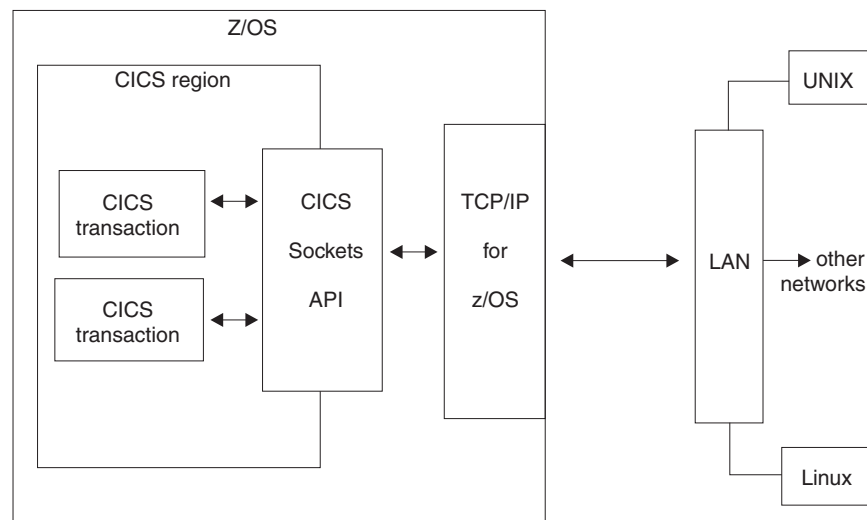 Z/OS
CICS region
CICS
transaction
CICS
transaction
CICS
Sockets
API
TCP/IP
for
z/OS
LAN
UNIX
other
networks
Linux